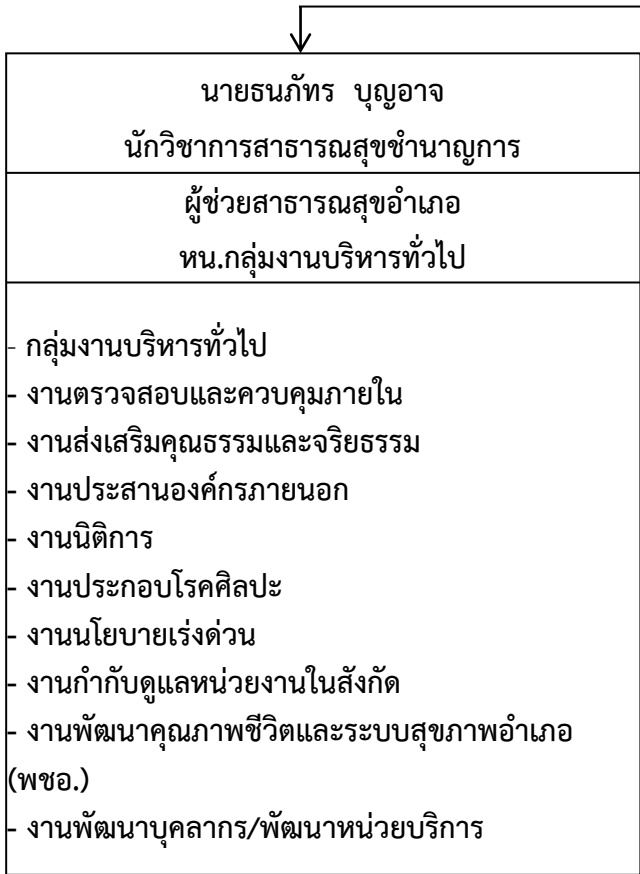 นายธนภัทร บุญอาจ
นักวิชาการสาธารณสุขชำนาญการ
ผู้ช่วยสาธารณสุขอำเภอ
หน.กลุ่มงานบริหารทั่วไป
- กลุ่มงานบริหารทั่วไป
- งานตรวจสอบและควบคุมภายใน
- งานส่งเสริมคุณธรรมและจริยธรรม
- งานประสานองค์กรภายนอก
- งานนิติการ
- งานประกอบโรคศิลปะ
- งานนโยบายเร่งด่วน
- งานกำกับดูแลหน่วยงานในสังกัด
- งานพัฒนาคุณภาพชีวิตและระบบสุขภาพอำเภอ
(พชอ.)
- งานพัฒนาบุคลากร/พัฒนาหน่วยบริการ